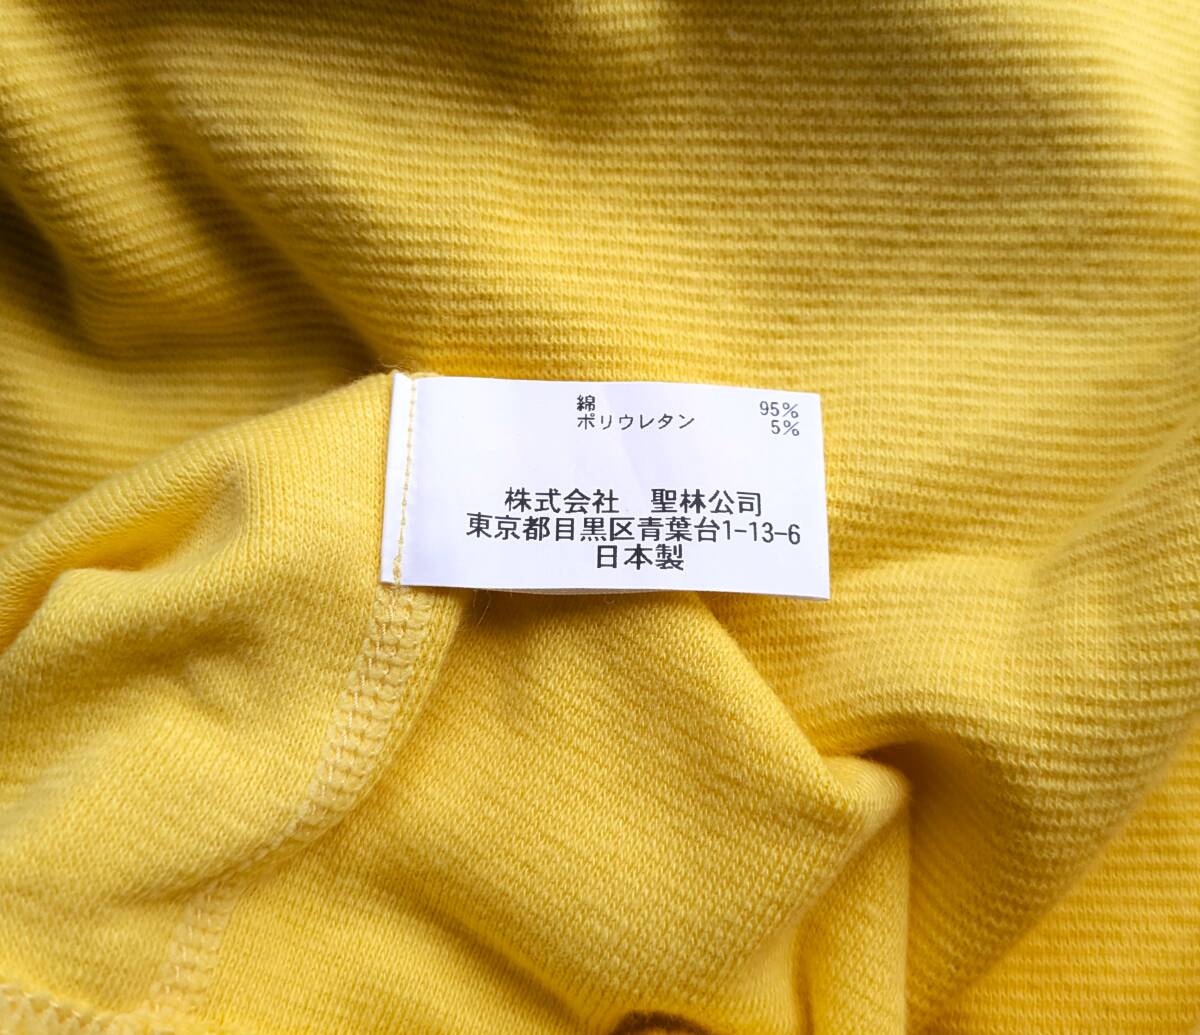 綿 95%
ポリウレタン 5%
株式会社　聖林公司
東京都目黒区青葉台1-13-6
日本製